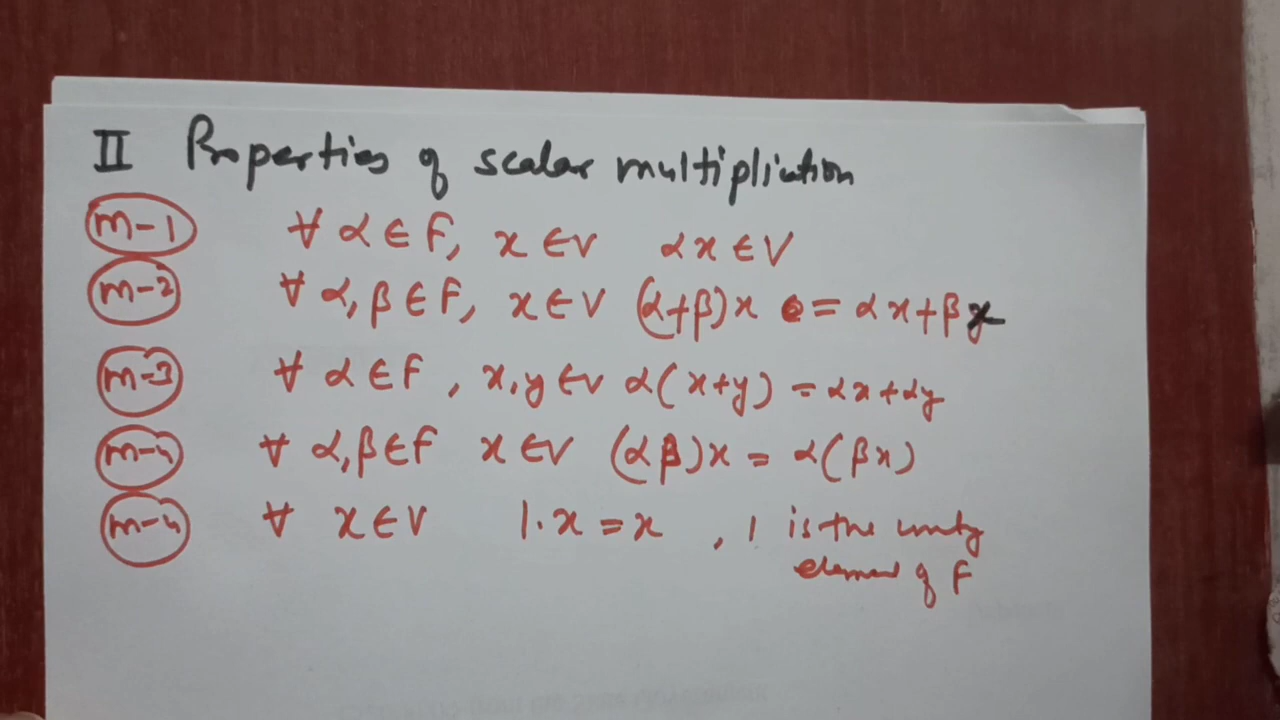 II Properties of scalar multipliction
m-1 ∀ α ∈ F, x ∈ V αx ∈ V
m-2 ∀ α, β ∈ F, x ∈ V (α+β)x = αx+βx
m-3 ∀ α ∈ F, x, y ∈ V α(x+y) = αx+αy
m-4 ∀ α, β ∈ F x ∈ V (αβ)x = α(βx)
m-4 ∀ x ∈ V 1·x = x , 1 is the unity
element of F